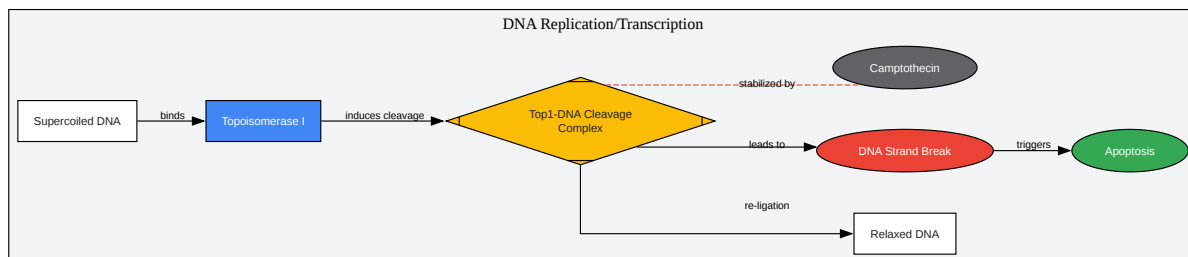 DNA Replication/Transcription
Camptothecin
stabilized by
Supercoiled DNA
binds
Topoisomerase I
induces cleavage
Top1-DNA Cleavage
Complex
leads to
DNA Strand Break
triggers
Apoptosis
re-ligation
Relaxed DNA